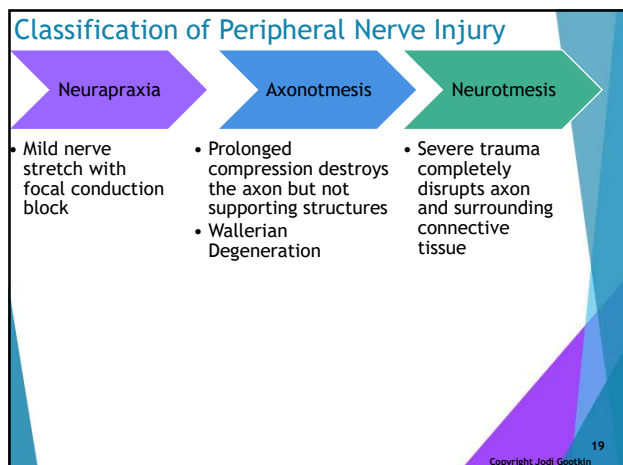 Classification of Peripheral Nerve Injury
Neurapraxia
• Mild nerve
stretch with
focal conduction
block
Axonotmesis
• Prolonged
compression destroys
the axon but not
supporting structures
• Wallerian
Degeneration
Neurotmesis
• Severe trauma
completely
disrupts axon
and surrounding
connective
tissue
19
Copyright Jodi Gootkin